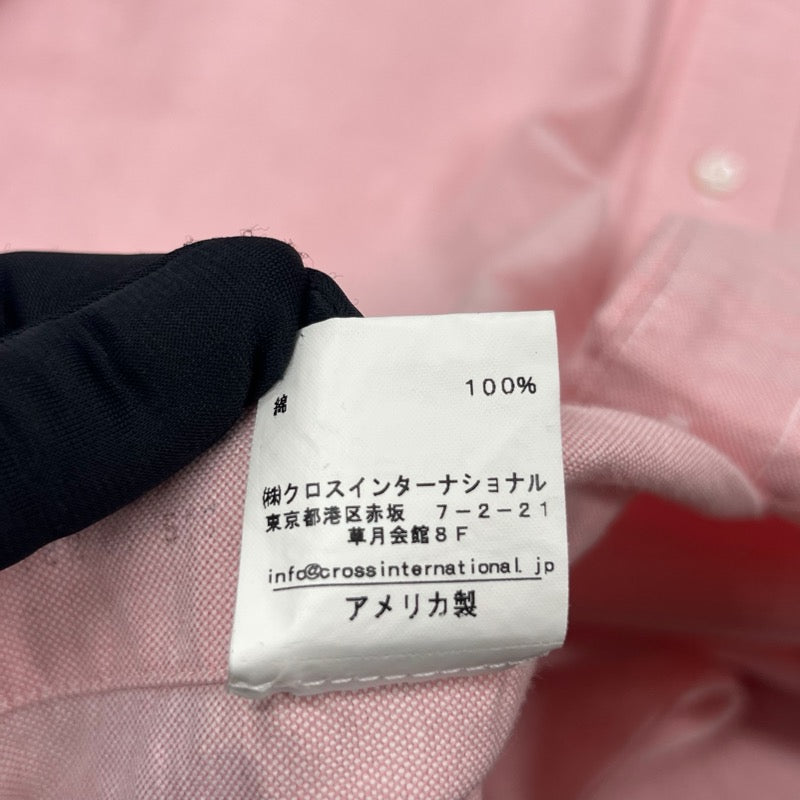 綿 100%
㈱クロスインターナショナル
東京都港区赤坂 7-2-21
草月会館8F
info@crossinternational.jp
アメリカ製